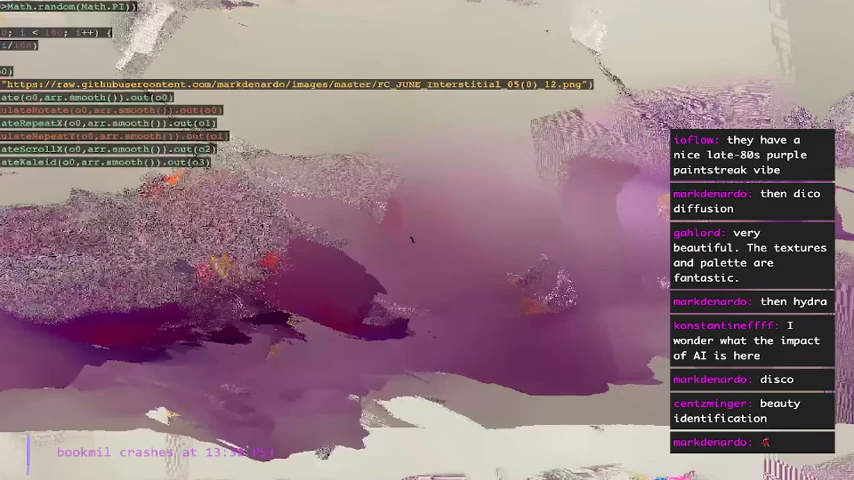 >Math.random(Math.PI))
; i < 100; i++) {
i/100)
o0)
"https://raw.githubusercontent.com/markdenardo/images/master/FC_JUNE_Interstitial_05(0)_12.png")
ate(o0,arr.smooth()).out(o0)
ulateRotate(o0,arr.smooth()).out(o0)
ateRepeatX(o0,arr.smooth()).out(o1)
ulateRepeatY(o0,arr.smooth()).out(o1)
ateScrollX(o0,arr.smooth()).out(o2)
ateKaleid(o0,arr.smooth()).out(o3)
ioflow: they have a
nice late-80s purple
paintstreak vibe
markdenardo: then dico
diffusion
gahlord: very
beautiful. The textures
and palette are
fantastic.
markdenardo: then hydra
konstantineffff: I
wonder what the impact
of AI is here
markdenardo: disco
centzminger: beauty
identification
markdenardo:
bookmil crashes at